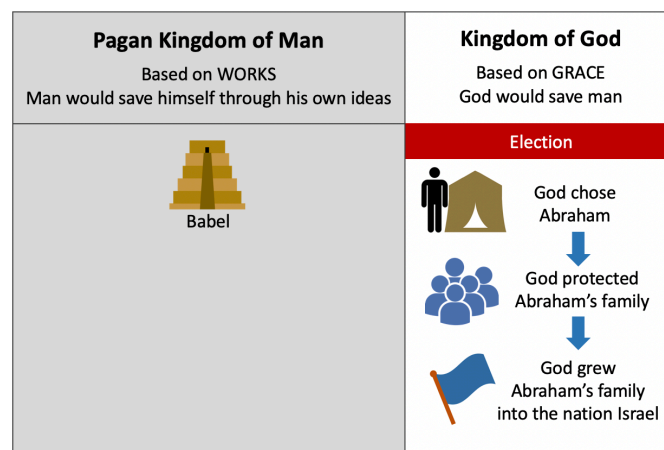 Pagan Kingdom of Man
Based on WORKS
Man would save himself through his own ideas
Babel
Kingdom of God
Based on GRACE
God would save man
Election
God chose
Abraham
God protected
Abraham's family
God grew
Abraham's family
into the nation Israel